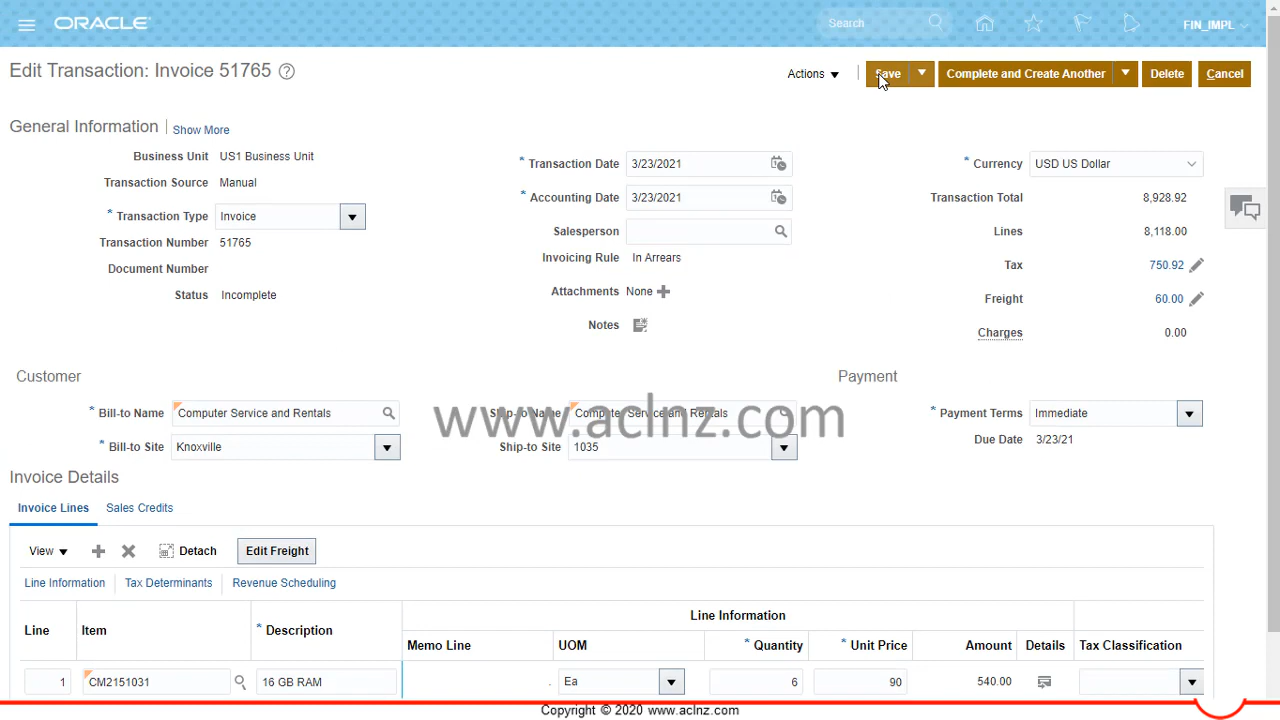 ORACLE
Search
FIN_IMPL
Edit Transaction: Invoice 51765
Actions
Save
Complete and Create Another
Delete
Cancel
General Information
Show More
Business Unit US1 Business Unit
Transaction Source Manual
* Transaction Type Invoice
Transaction Number 51765
Document Number
Status Incomplete
* Transaction Date 3/23/2021
* Accounting Date 3/23/2021
Salesperson
Invoicing Rule In Arrears
Attachments None
Notes
* Currency USD US Dollar
Transaction Total 8,928.92
Lines 8,118.00
Tax 750.92
Freight 60.00
Charges 0.00
Customer
* Bill-to Name Computer Service and Rentals
* Bill-to Site Knoxville
Ship-to Name Computer Service and Rentals
Ship-to Site 1035
Payment
* Payment Terms Immediate
Due Date 3/23/21
www.aclnz.com
Invoice Details
Invoice Lines Sales Credits
View Detach Edit Freight
Line Information Tax Determinants Revenue Scheduling
Line Information
Line Item * Description Memo Line UOM * Quantity * Unit Price Amount Details Tax Classification
1 CM2151031 16 GB RAM . Ea 6 90 540.00
Copyright © 2020 www.aclnz.com